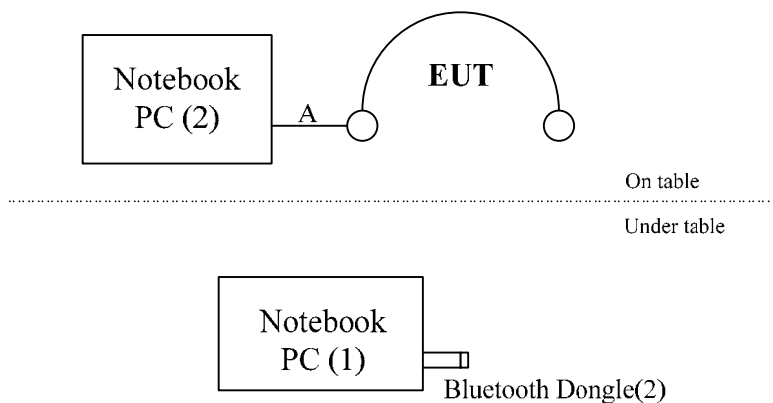 Notebook
PC (2)
A
EUT
On table
Under table
Notebook
PC (1)
Bluetooth Dongle(2)